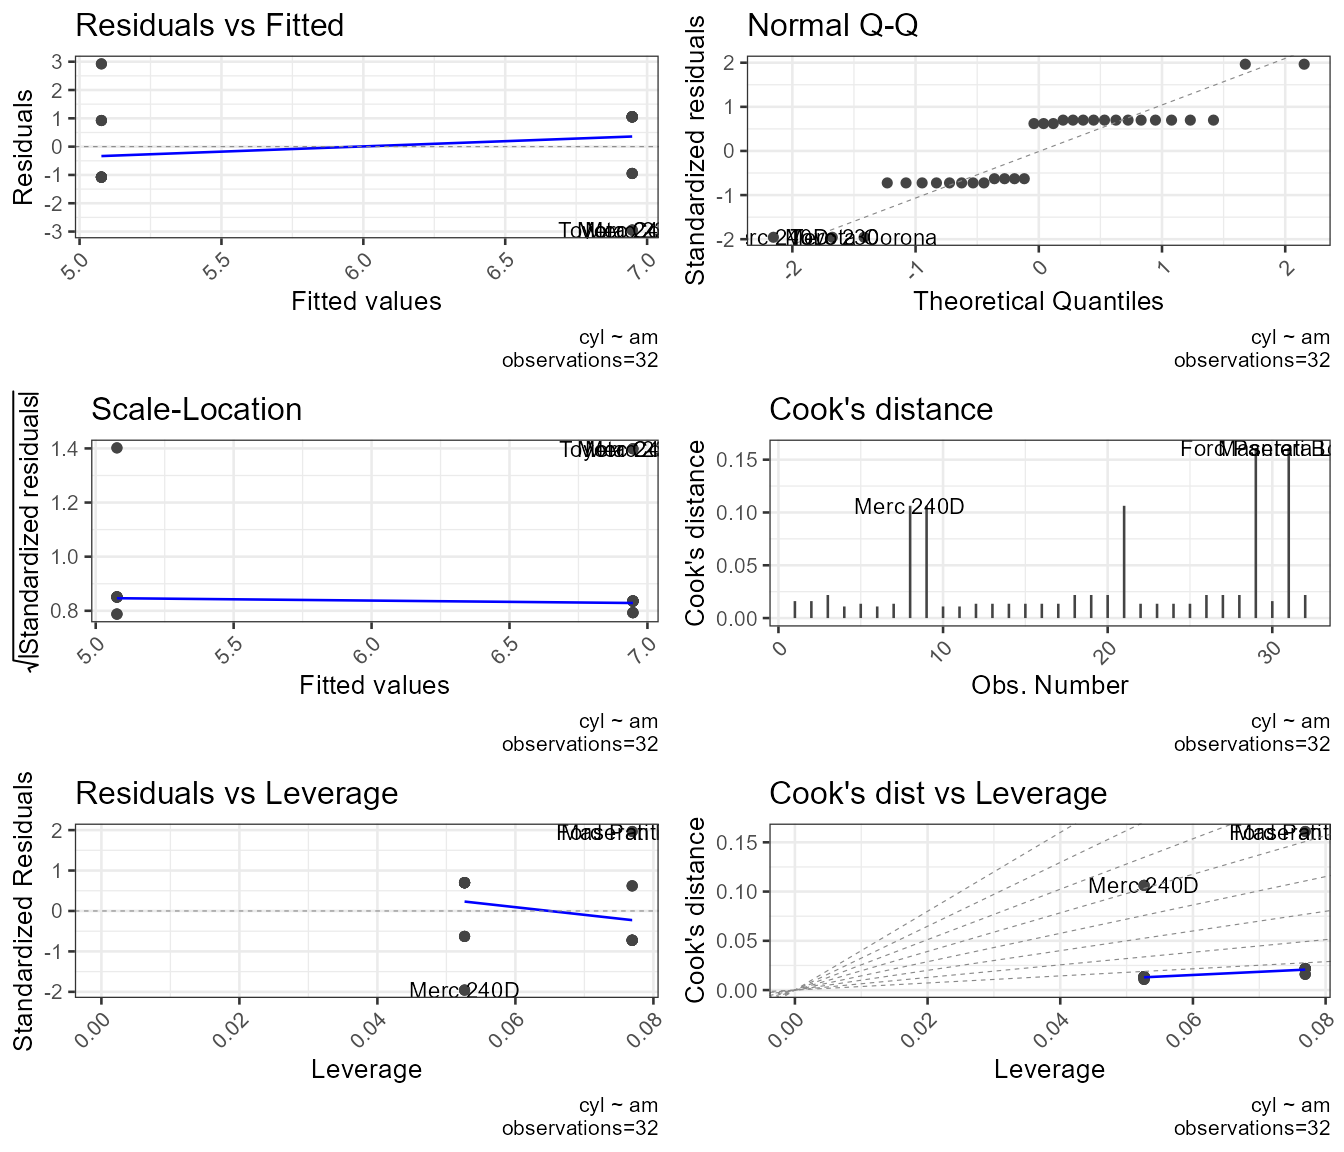 Residuals vs Fitted
Residuals
3
2
1
0
-1
-2
-3
5.0
5.5
6.0
6.5
7.0
Fitted values
cyl ~ am
observations=32
Normal Q-Q
Standardized residuals
2
1
0
-1
-2
-2
-1
0
1
2
Theoretical Quantiles
cyl ~ am
observations=32
Scale-Location
√|Standardized residuals|
1.4
1.2
1.0
0.8
5.0
5.5
6.0
6.5
7.0
Fitted values
cyl ~ am
observations=32
Cook's distance
Cook's distance
0.15
0.10
0.05
0.00
Merc 240D
0
10
20
30
Obs. Number
cyl ~ am
observations=32
Residuals vs Leverage
Standardized Residuals
2
1
0
-1
-2
Merc 240D
0.00
0.02
0.04
0.06
0.08
Leverage
cyl ~ am
observations=32
Cook's dist vs Leverage
Cook's distance
0.15
0.10
0.05
0.00
Merc 240D
0.00
0.02
0.04
0.06
0.08
Leverage
cyl ~ am
observations=32